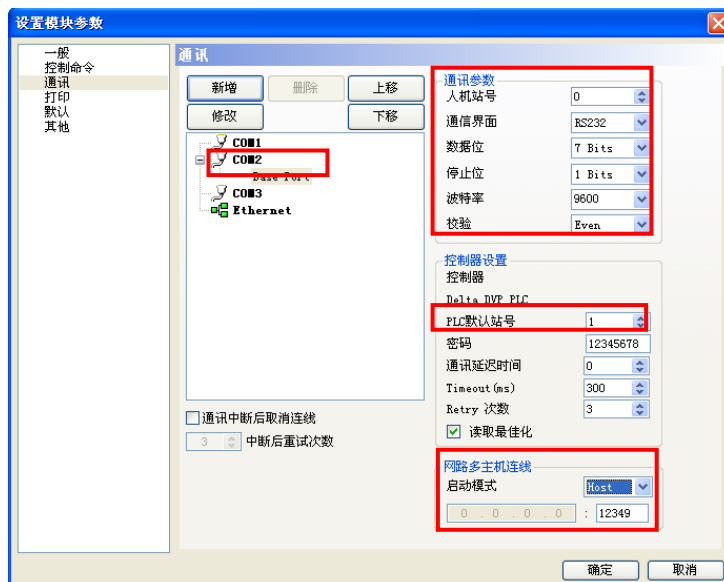 设置模块参数
一般
控制命令
通讯
打印
默认
其他
通讯
新增
删除
上移
修改
下移
COM1
COM2
Base Port
COM3
Ethernet
通讯中断后取消连线
3 中断后重试次数
通讯参数
人机站号 0
通信界面 RS232
数据位 7 Bits
停止位 1 Bits
波特率 9600
校验 Even
控制器设置
控制器
Delta DVP PLC
PLC默认站号 1
密码 12345678
通讯延迟时间 0
Timeout(ms) 300
Retry 次数 3
读取最佳化
网路多主机连线
启动模式 Host
0 . 0 . 0 . 0 : 12349
确定
取消